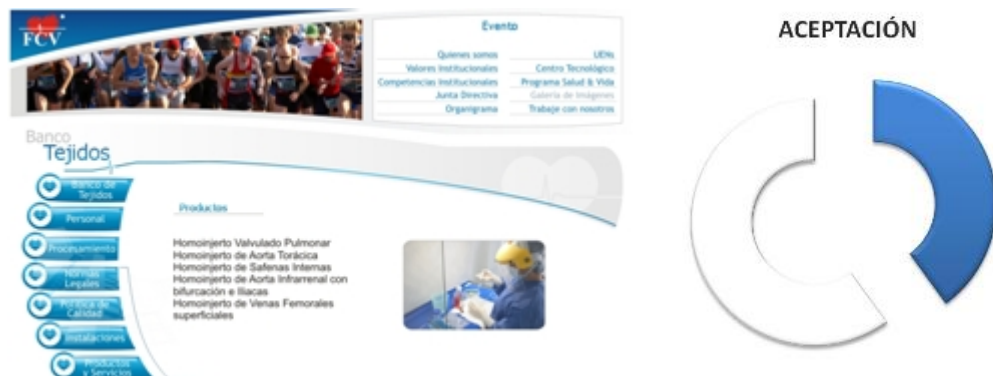 FCV
Evento
Quienes somos
Valores Institucionales
Competencias Institucionales
Junta Directiva
Organigrama
UENs
Centro Tecnológico
Programa Salud & Vida
Galería de Imágenes
Trabaje con nosotros
ACEPTACIÓN
Banco
Tejidos
Banco de
Tejidos
Personal
Procesamiento
Normas
Legales
Política de
Calidad
Instalaciones
Productos
y Servicios
Productos
Homoinjerto Valvulado Pulmonar
Homoinjerto de Aorta Torácica
Homoinjerto de Safenas Internas
Homoinjerto de Aorta Infrarrenal con
bifurcación e Iliacas
Homoinjerto de Venas Femorales
superficiales